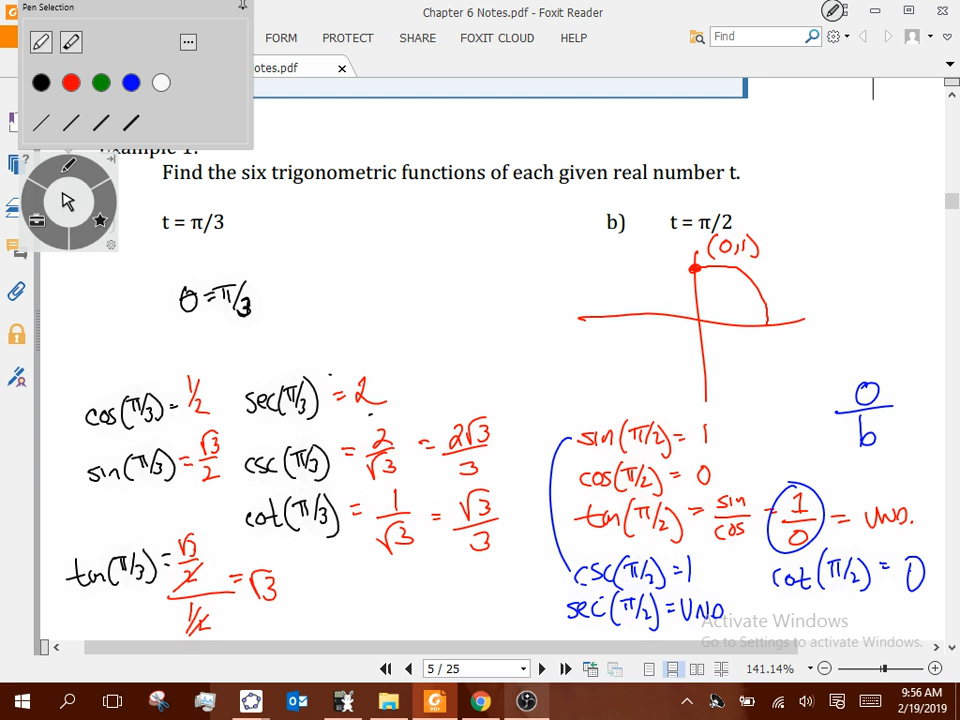 Pen Selection
Chapter 6 Notes.pdf - Foxit Reader
FORM PROTECT SHARE FOXIT CLOUD HELP
Find
otes.pdf
Find the six trigonometric functions of each given real number t.
t = π/3
b) t = π/2
(0,1)
θ = π/3
cos(π/3) = 1/2
sec(π/3) = 2
sin(π/3) = √3/2
csc(π/3) = 2/√3 = 2√3/3
cot(π/3) = 1/√3 = √3/3
tan(π/3) = √3/2 / 1/2 = √3
0/b
sin(π/2) = 1
cos(π/2) = 0
tan(π/2) = sin/cos = 1/0 = UND.
csc(π/2) = 1
cot(π/2) = 0
sec(π/2) = UND
Activate Windows
Go to Settings to activate Windows.
5 / 25
141.14%
9:56 AM
2/19/2019